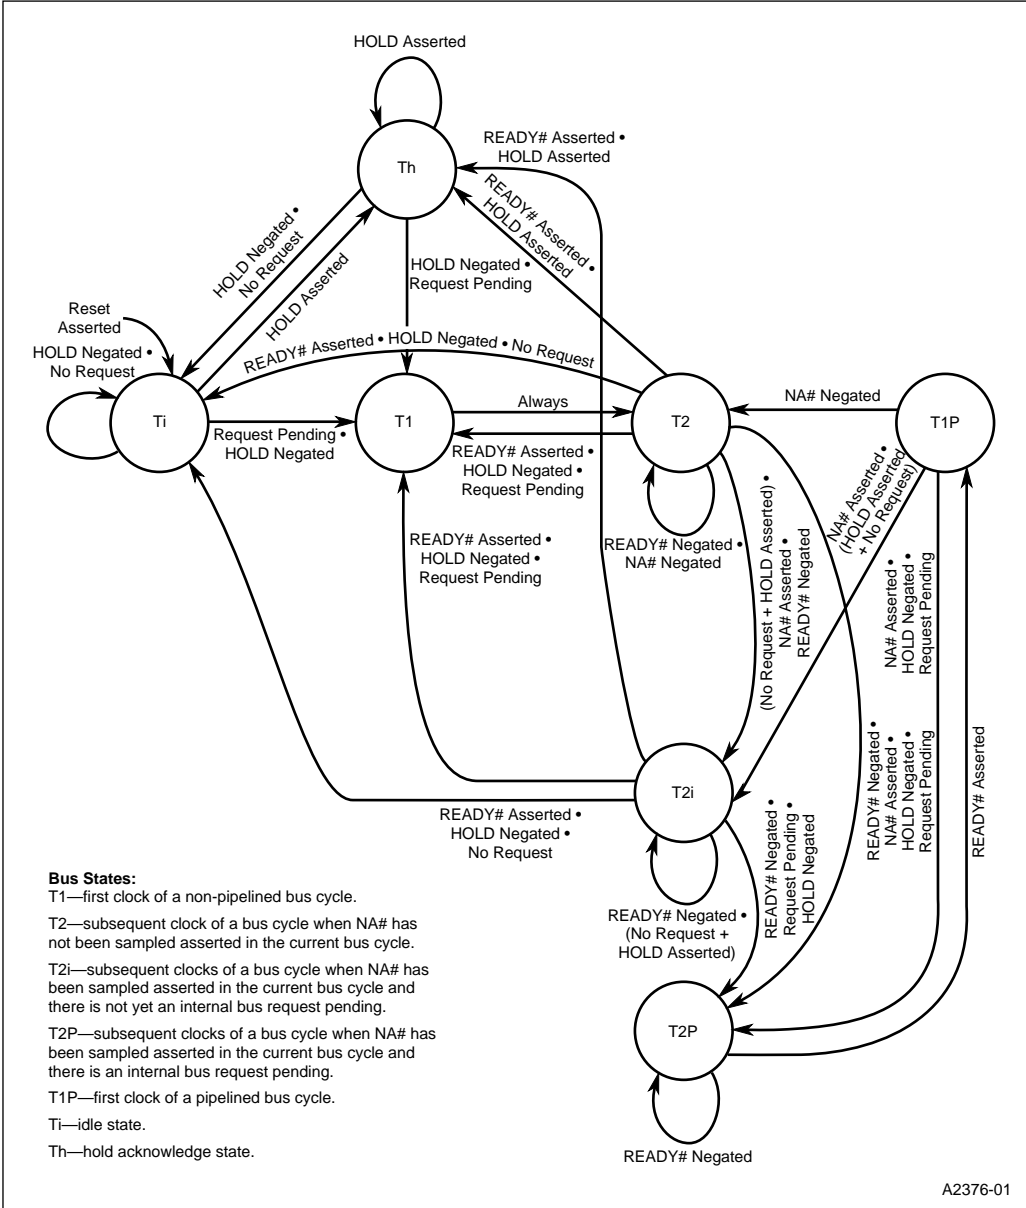 HOLD Asserted
READY# Asserted •
HOLD Asserted
Th
READY# Asserted •
HOLD Asserted
HOLD Negated •
No Request
HOLD Asserted
HOLD Negated •
Request Pending
Reset
Asserted
HOLD Negated •
No Request
READY# Asserted • HOLD Negated • No Request
Ti
Request Pending •
HOLD Negated
T1
Always
READY# Asserted •
HOLD Negated •
Request Pending
T2
NA# Negated
T1P
READY# Asserted •
HOLD Negated •
Request Pending
READY# Negated •
NA# Negated
(No Request + HOLD Asserted) •
NA# Asserted •
READY# Negated
NA# Asserted •
(HOLD Asserted
+ No Request)
NA# Asserted •
HOLD Negated •
Request Pending
READY# Negated •
NA# Asserted •
HOLD Negated •
Request Pending
READY# Asserted
T2i
READY# Asserted •
HOLD Negated •
No Request
READY# Negated •
Request Pending •
HOLD Negated
READY# Negated •
(No Request +
HOLD Asserted)
T2P
READY# Negated
Bus States:
T1—first clock of a non-pipelined bus cycle.
T2—subsequent clock of a bus cycle when NA# has
not been sampled asserted in the current bus cycle.
T2i—subsequent clocks of a bus cycle when NA# has
been sampled asserted in the current bus cycle and
there is not yet an internal bus request pending.
T2P—subsequent clocks of a bus cycle when NA# has
been sampled asserted in the current bus cycle and
there is an internal bus request pending.
T1P—first clock of a pipelined bus cycle.
Ti—idle state.
Th—hold acknowledge state.
A2376-01